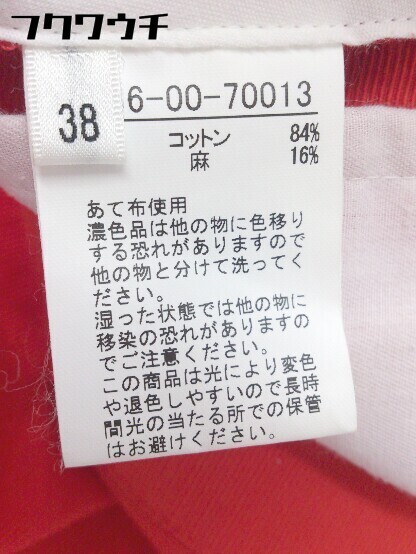 フクワウチ
38
6-00-70013
コットン 84%
麻 16%
あて布使用
濃色品は他の物に色移り
する恐れがありますので
他の物と分けて洗ってく
ださい。
湿った状態では他の物に
移染の恐れがありますの
でご注意ください。
この商品は光により変色
や退色しやすいので長時
間光の当たる所での保管
はお避けください。